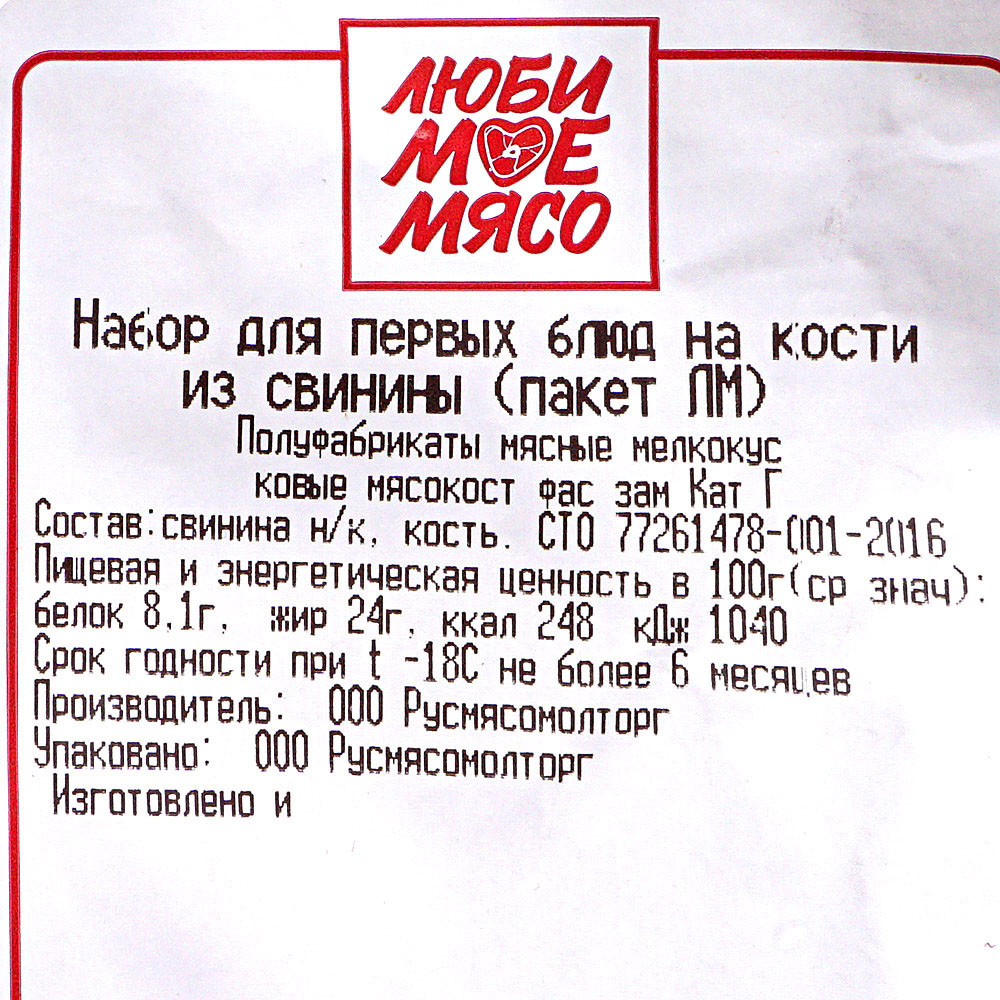 ЛЮБИ
МОЕ
МЯСО
Набор для первых блюд на кости
из свинины (пакет ЛМ)
Полуфабрикаты мясные мелкокус
ковые мясокост фас зам Кат Г
Состав:свинина н/к, кость. СТО 77261478-001-2016
Пищевая и энергетическая ценность в 100г(ср знач):
белок 8,1г, жир 24г, ккал 248 кДж 1040
Срок годности при t -18С не более 6 месяцев
Производитель: ООО Русмясомолторг
Упаковано: ООО Русмясомолторг
Изготовлено и